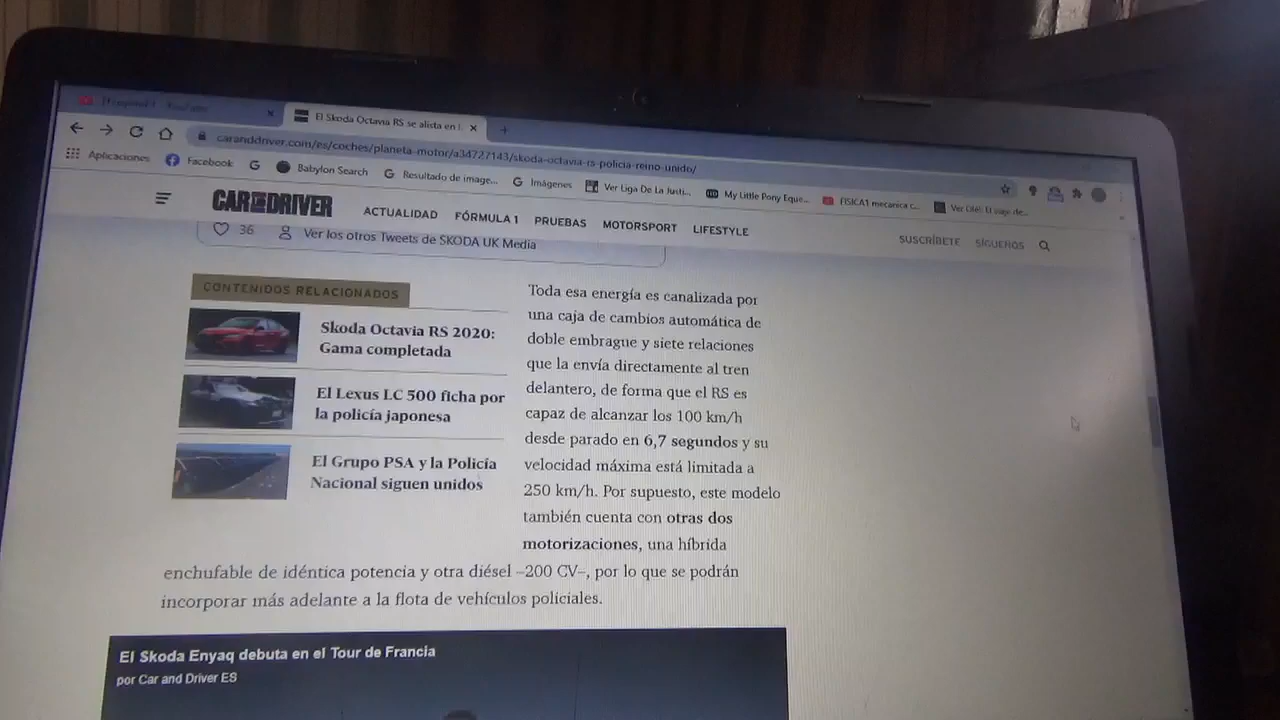 El Skoda Octavia RS se alista en l.
caranddriver.com/es/coches/planeta-motor/a34727143/skoda-octavia-rs-policia-reino-unido/
Aplicaciones
Facebook
Babylon Search
Resultado de image...
Imágenes
Ver Liga De La Justi...
My Little Pony Eque...
FISICA1 mecanica c...
CAR AND DRIVER
ACTUALIDAD
FÓRMULA 1
PRUEBAS
MOTORSPORT
LIFESTYLE
SUSCRÍBETE
SÍGUENOS
36
Ver los otros Tweets de SKODA UK Media
CONTENIDOS RELACIONADOS
Skoda Octavia RS 2020:
Gama completada
El Lexus LC 500 ficha por
la policía japonesa
El Grupo PSA y la Policía
Nacional siguen unidos
Toda esa energía es canalizada por
una caja de cambios automática de
doble embrague y siete relaciones
que la envía directamente al tren
delantero, de forma que el RS es
capaz de alcanzar los 100 km/h
desde parado en 6,7 segundos y su
velocidad máxima está limitada a
250 km/h. Por supuesto, este modelo
también cuenta con otras dos
motorizaciones, una híbrida
enchufable de idéntica potencia y otra diésel –200 CV–, por lo que se podrán
incorporar más adelante a la flota de vehículos policiales.
El Skoda Enyaq debuta en el Tour de Francia
por Car and Driver ES